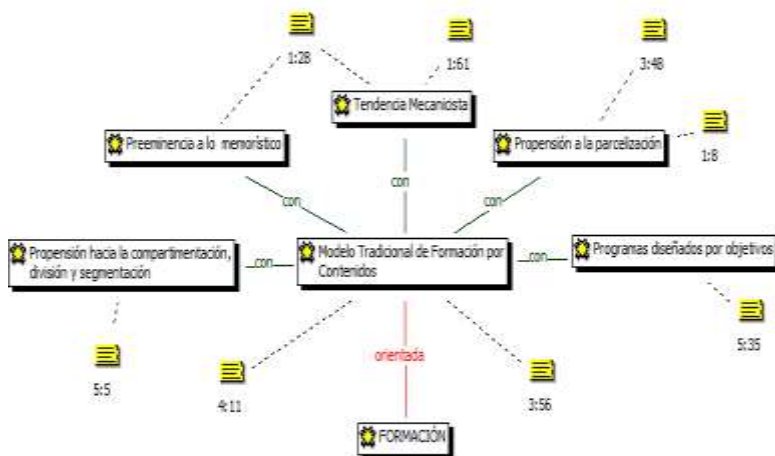 1:28
1:61
3:48
Tendencia Mecanicista
Preeminencia a lo memorístico
Propensión a la parcelización
1:8
con
con
con
Propensión hacia la compartimentación,
división y segmentación
con
Modelo Tradicional de Formación por
Contenidos
con
Programas diseñados por objetivos
5:35
orientada
5:5
4:11
3:56
FORMACIÓN